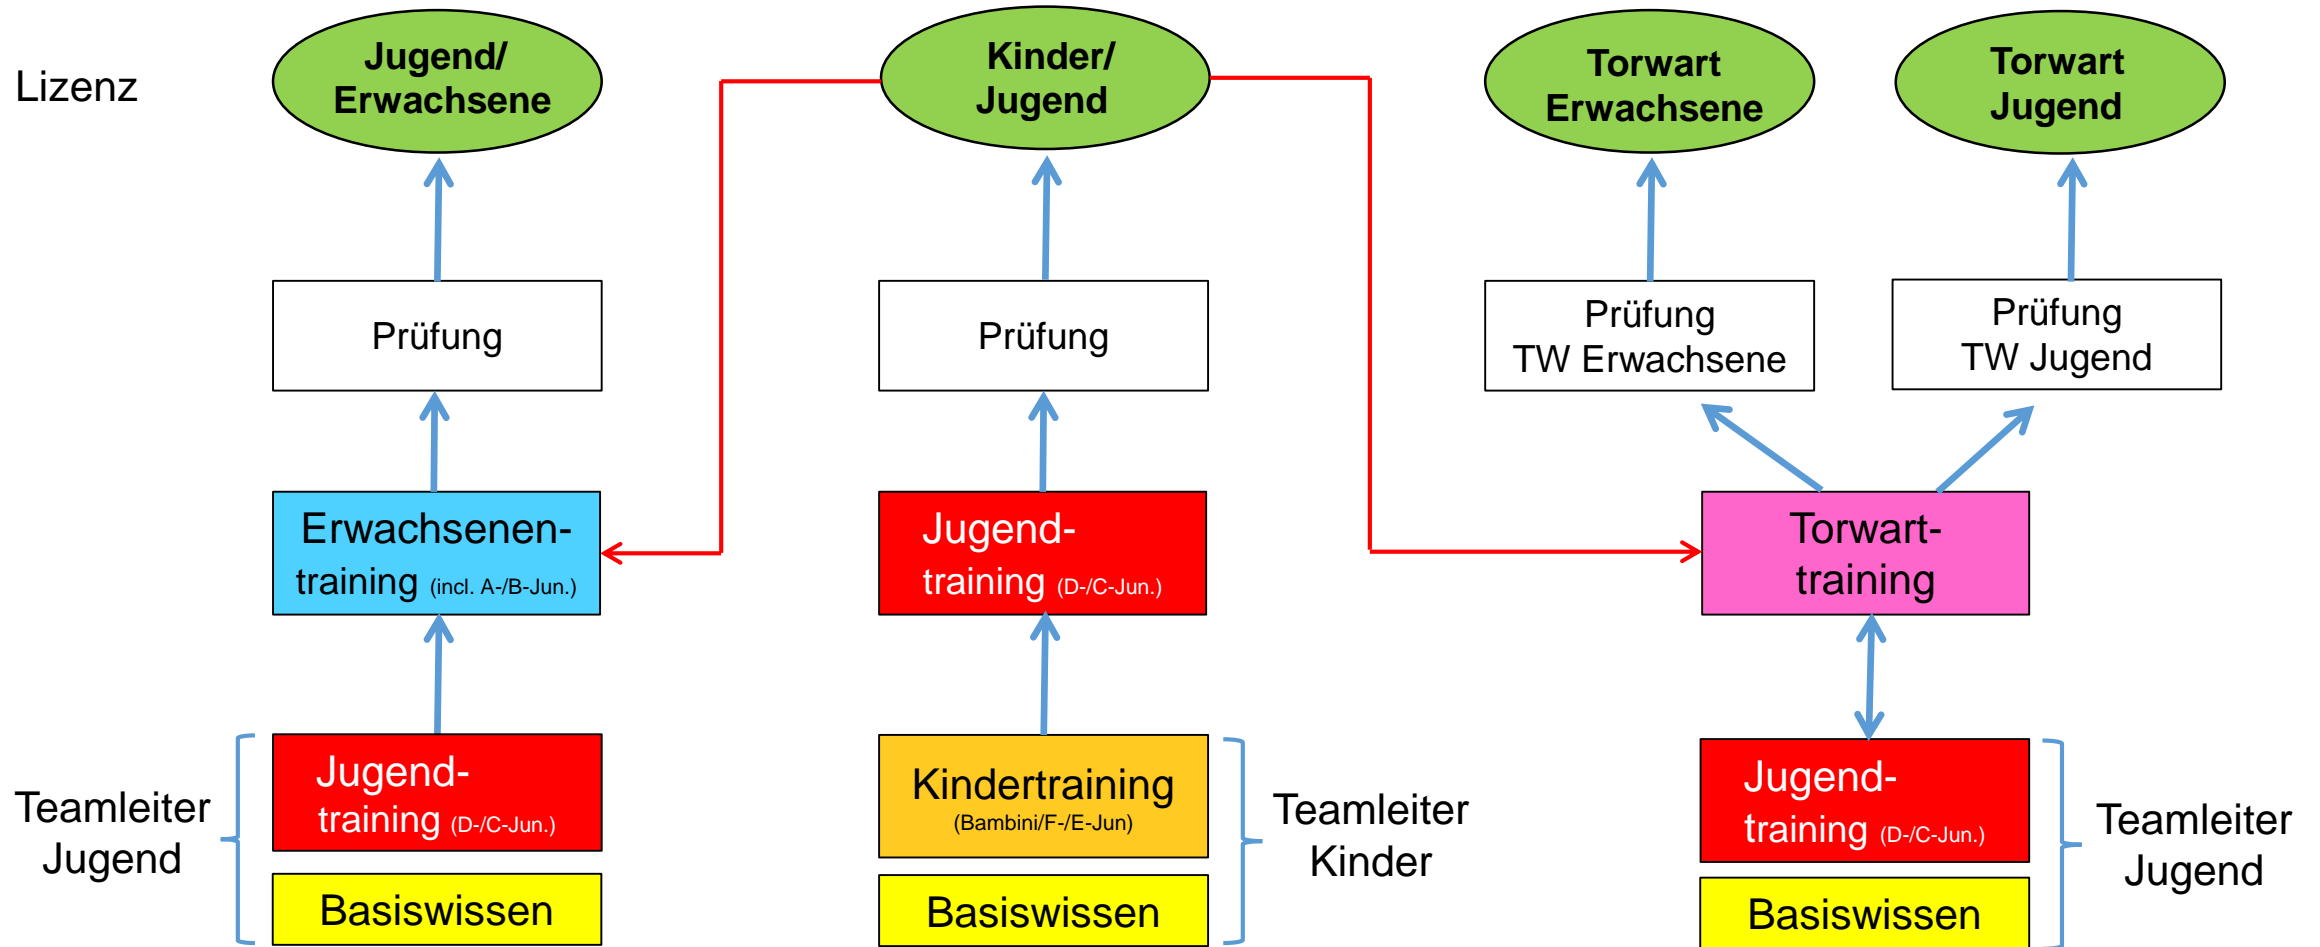 Lizenz
Jugend/
Erwachsene
Kinder/
Jugend
Torwart
Erwachsene
Torwart
Jugend
Prüfung
Prüfung
Prüfung
TW Erwachsene
Prüfung
TW Jugend
Erwachsenen-
training (incl. A-/B-Jun.)
Jugend-
training (D-/C-Jun.)
Torwart-
training
Teamleiter
Jugend
Jugend-
training (D-/C-Jun.)
Basiswissen
Kindertraining
(Bambini/F-/E-Jun)
Basiswissen
Teamleiter
Kinder
Jugend-
training (D-/C-Jun.)
Basiswissen
Teamleiter
Jugend